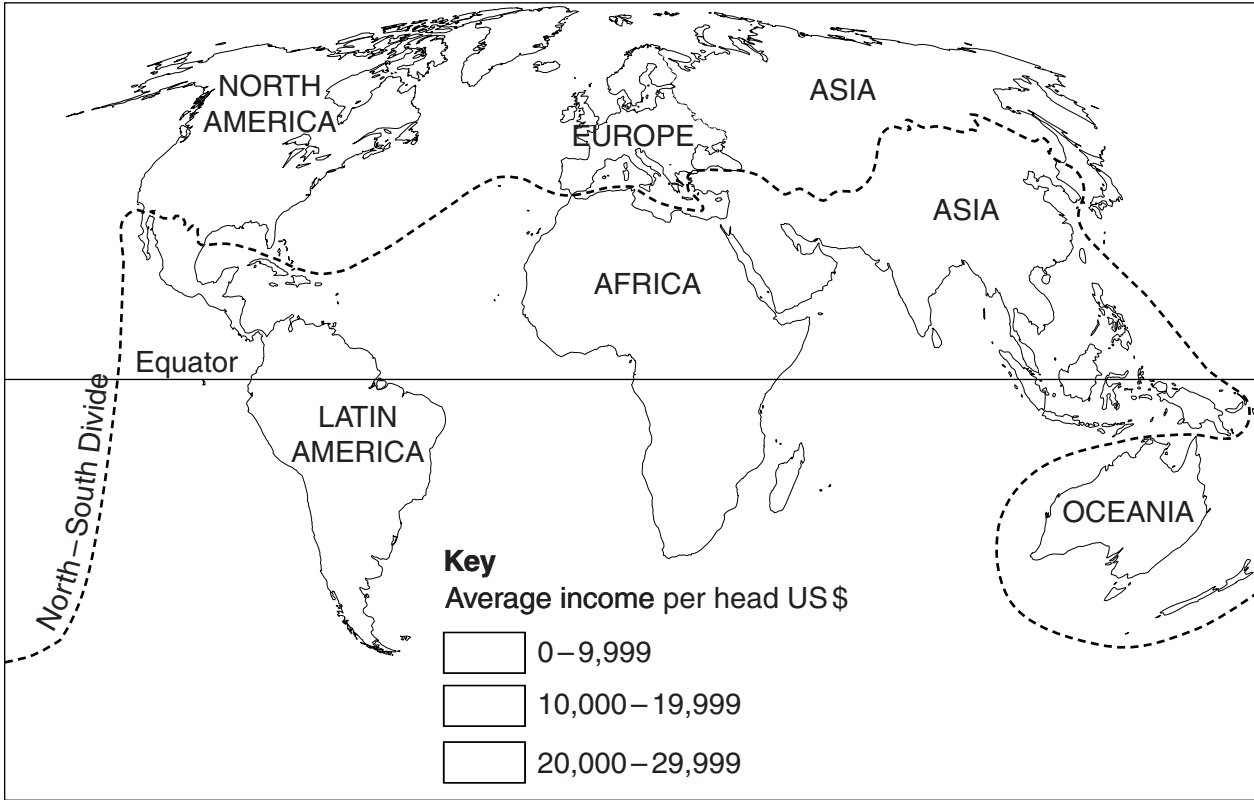 NORTH
AMERICA
ASIA
EUROPE
ASIA
AFRICA
Equator
North–South Divide
LATIN
AMERICA
OCEANIA
Key
Average income per head US $
0–9,999
10,000–19,999
20,000–29,999